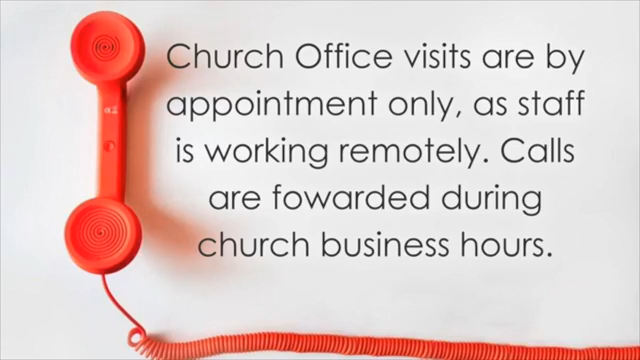 Church Office visits are by
appointment only, as staff
is working remotely. Calls
are fowarded during
church business hours.